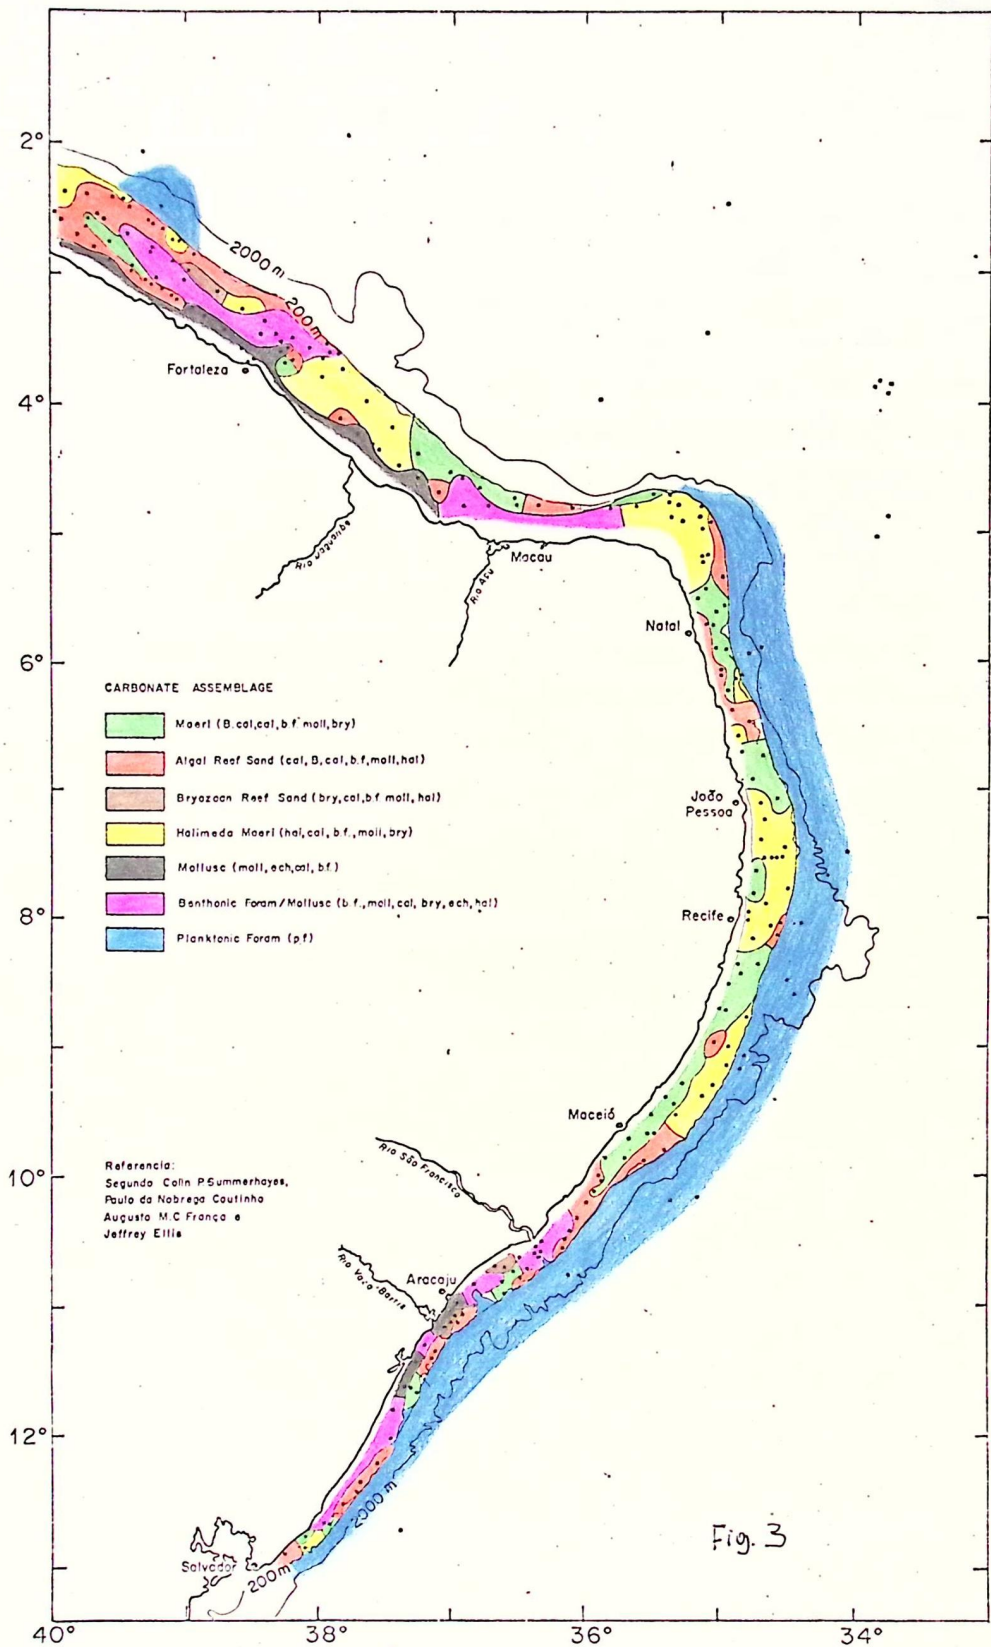 2°
2000 m
200 m
Fortaleza
4°
Rio Jaguaribe
Macau
Rio Açu
Natal
6°
CARBONATE ASSEMBLAGE
Maerl (B.cal,cal,b.f moll,bry)
Algal Reef Sand (cal,B,cal,b.f,moll,hal)
Bryozoan Reef Sand (bry,cal,b.f moll,hal)
Halimeda Maerl (hal,cal,b.f.,moll,bry)
Mollusc (moll,ech,cal,b.f.)
Benthonic Foram/Mollusc (b.f.,moll,cal,bry,ech,hal)
Planktonic Foram (p.f)
João
Pessoa
8°
Recife
Maceió
Rio São Francisco
10°
Referencia:
Segundo Colin P.Summerhayes,
Paulo da Nobrega Coutinho
Augusto M.C França e
Jeffrey Ellis
Rio Vaza-Barris
Aracaju
12°
2000 m
Fig. 3
Salvador
200m
40°
38°
36°
34°